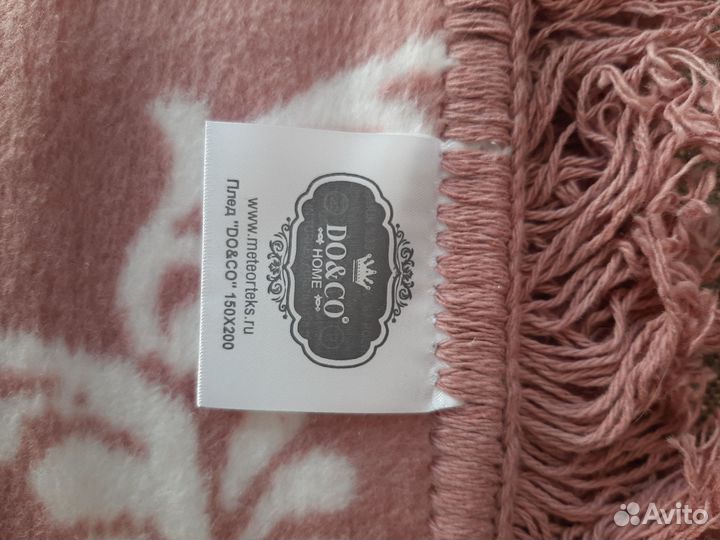 DO&CO®
HOME
www.meteorteks.ru
Плед "DO&CO" 150X200
Avito